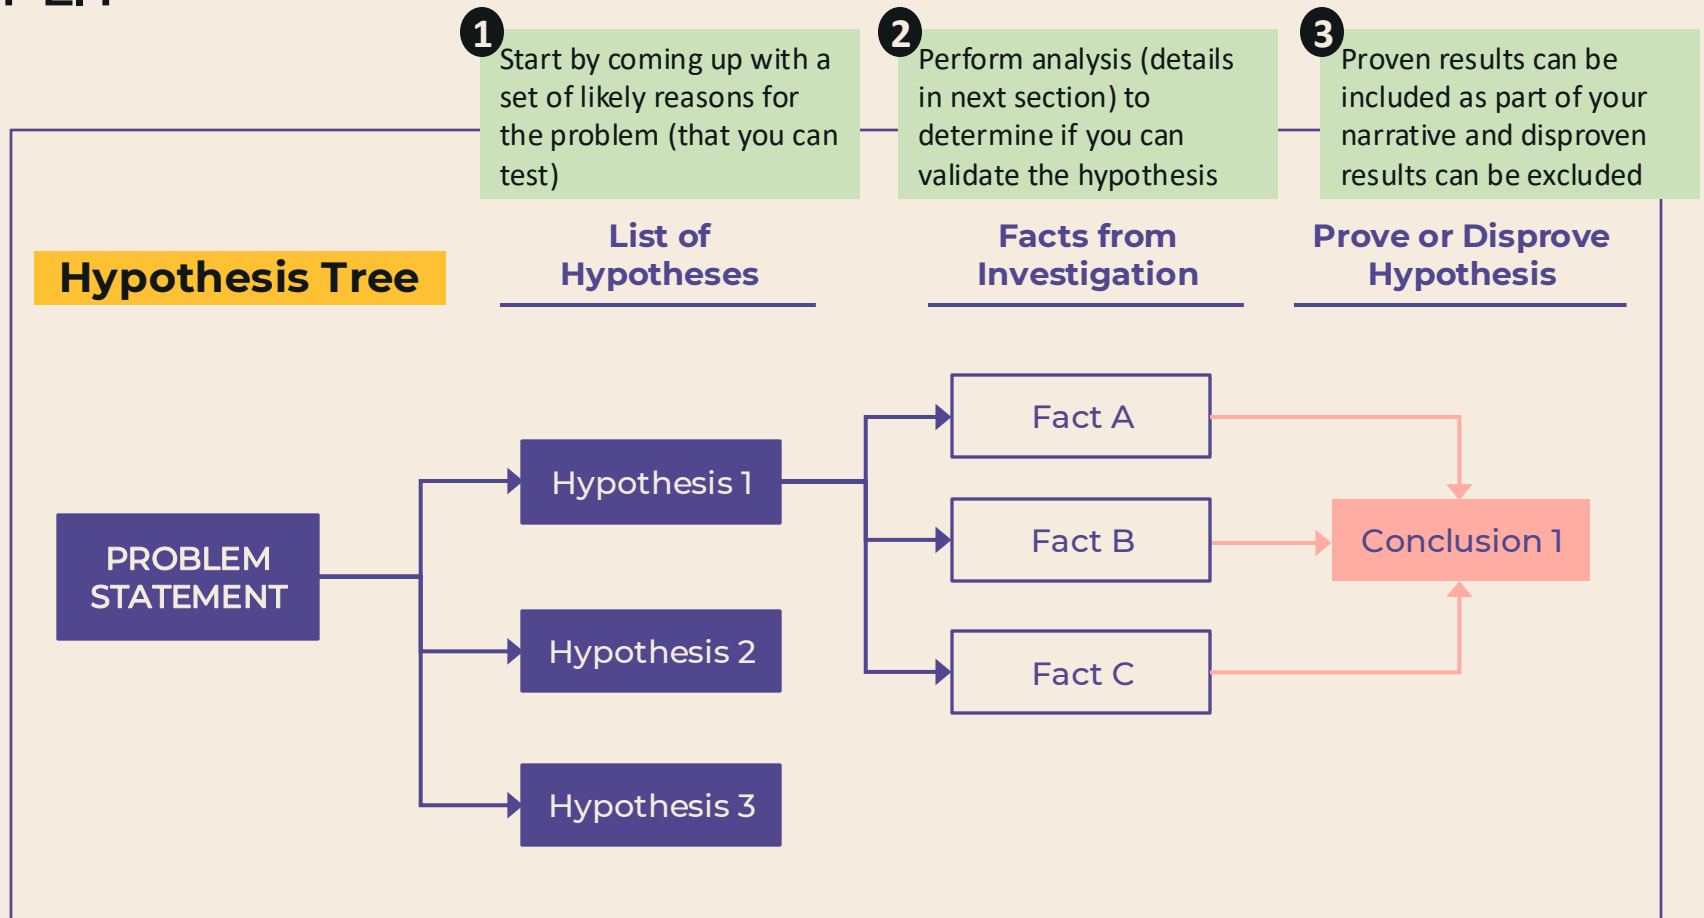 1
Start by coming up with a
set of likely reasons for
the problem (that you can
test)
2
Perform analysis (details
in next section) to
determine if you can
validate the hypothesis
3
Proven results can be
included as part of your
narrative and disproven
results can be excluded
Hypothesis Tree
List of
Hypotheses
Facts from
Investigation
Prove or Disprove
Hypothesis
PROBLEM
STATEMENT
Hypothesis 1
Hypothesis 2
Hypothesis 3
Fact A
Fact B
Fact C
Conclusion 1